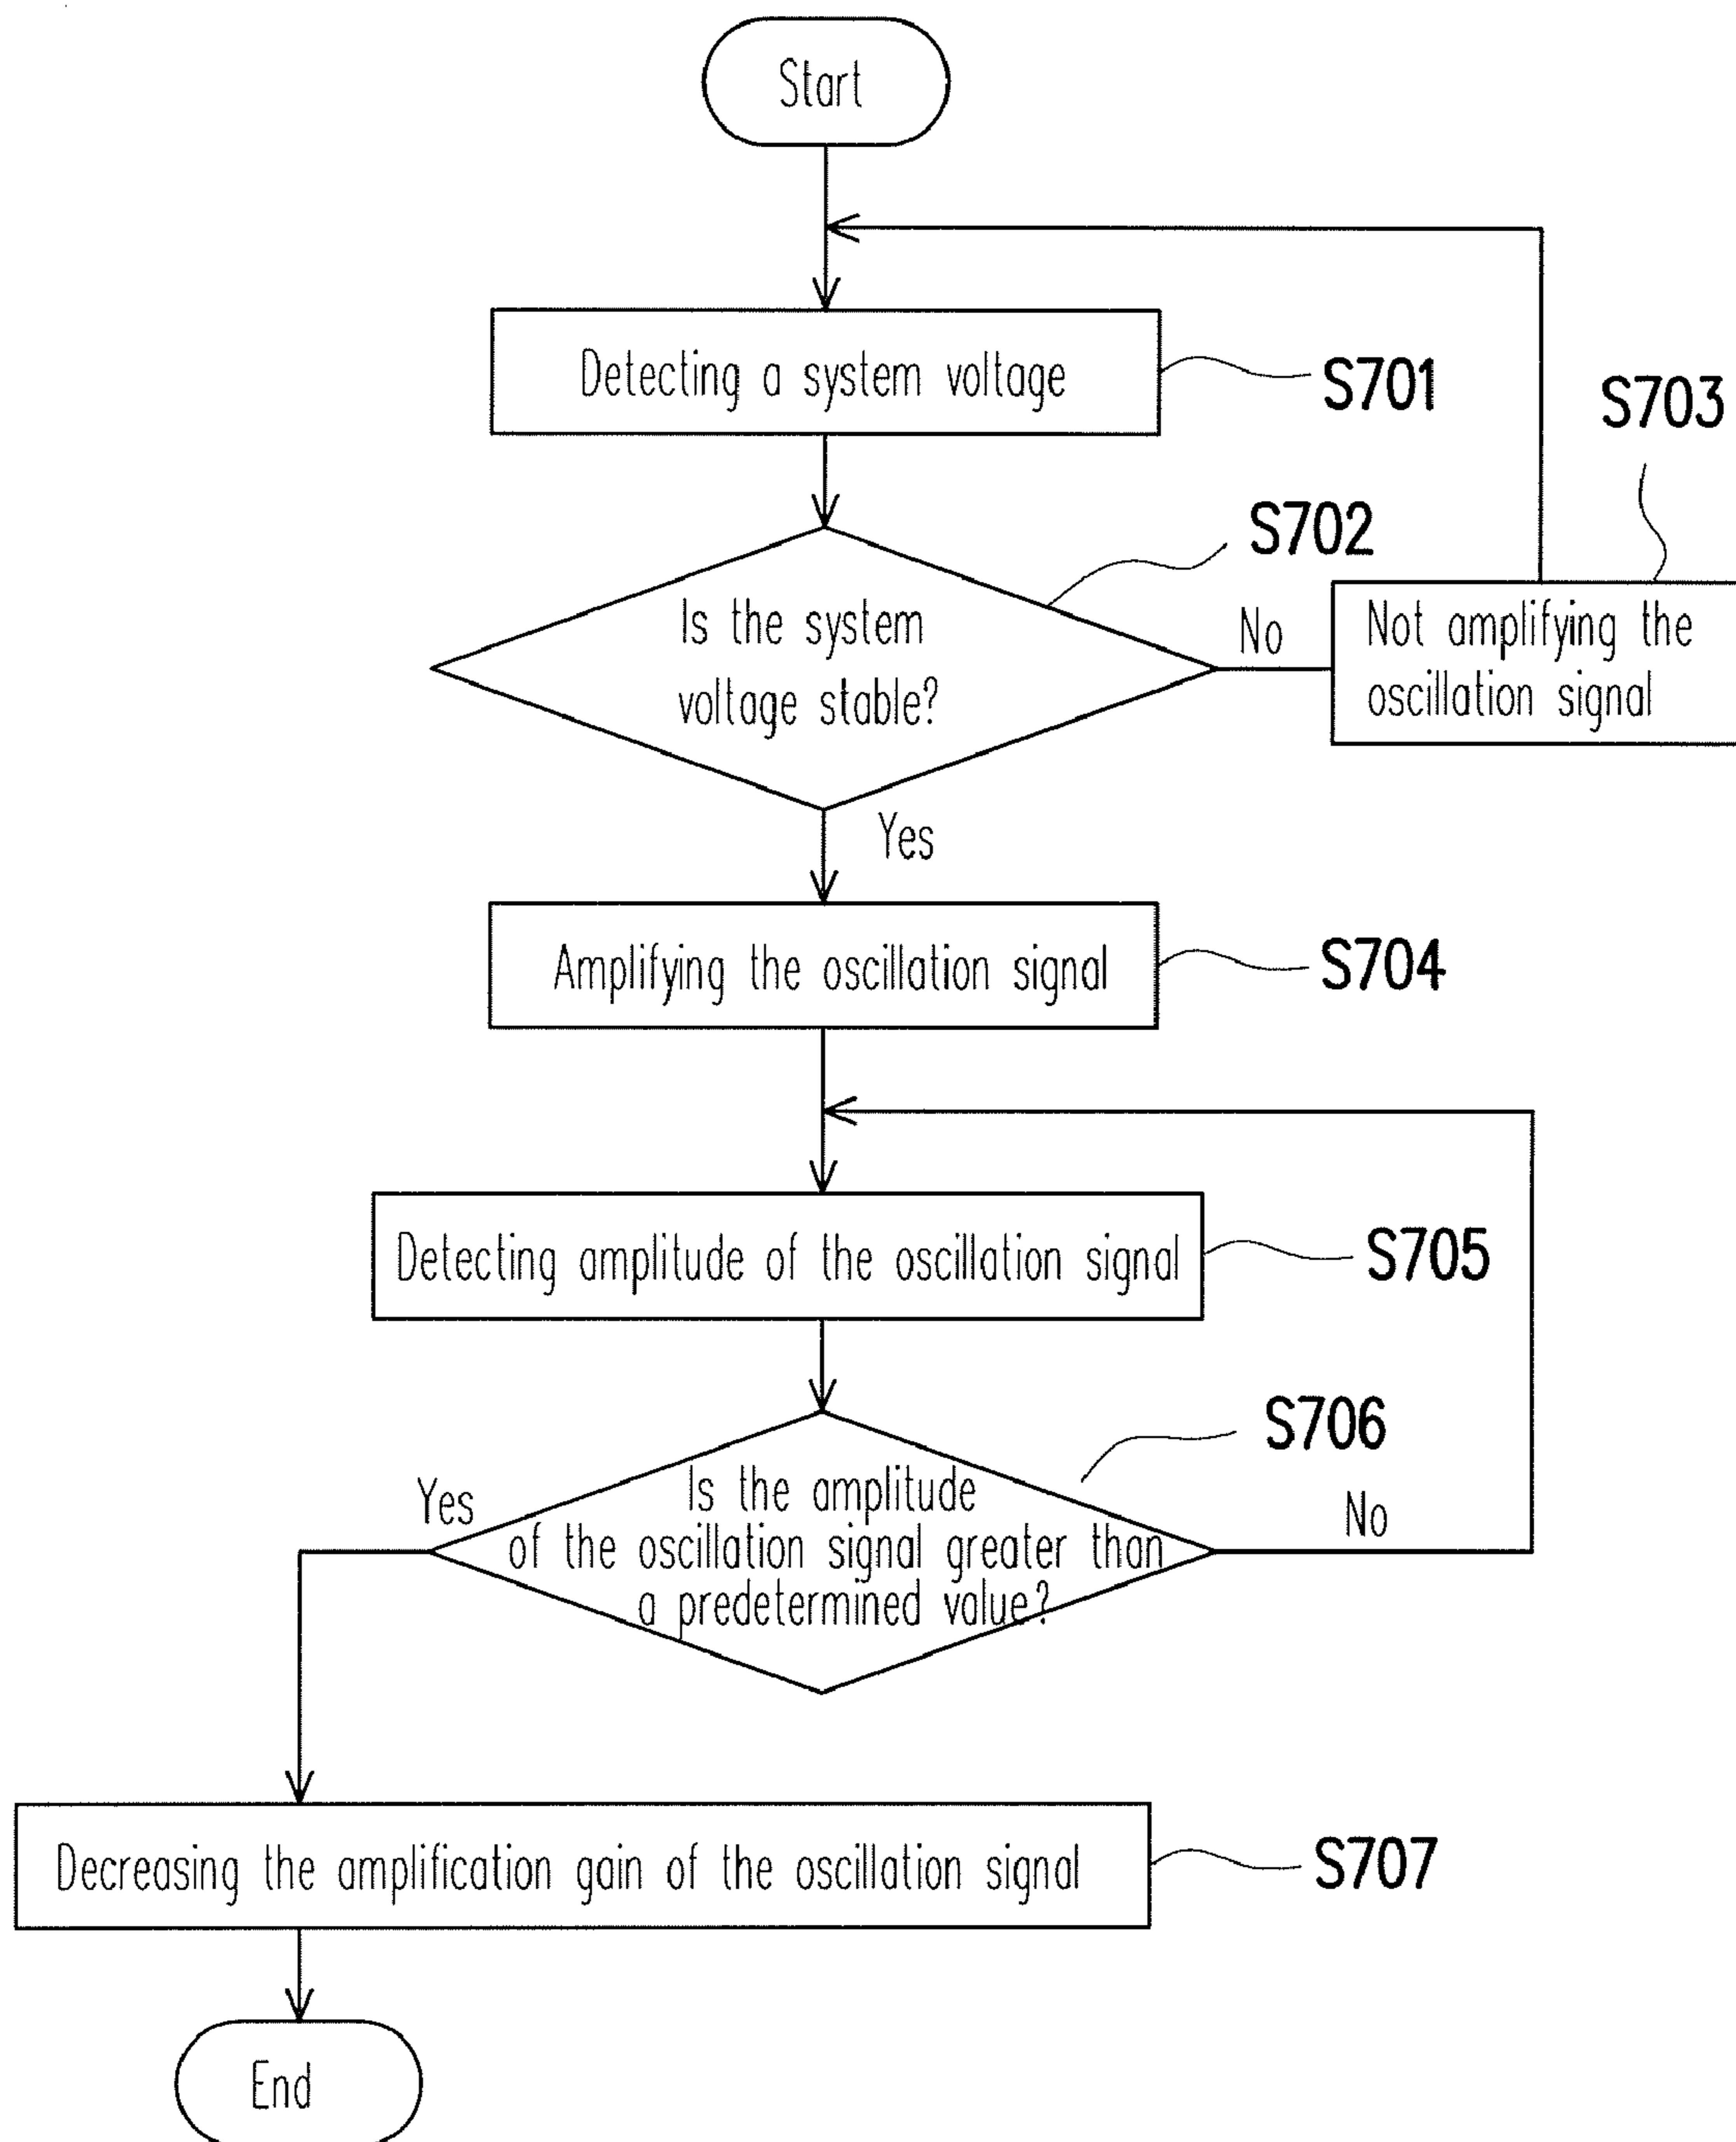 Start
Detecting a system voltage
S701
S703
S702
Is the system
voltage stable?
No
Not amplifying the
oscillation signal
Yes
Amplifying the oscillation signal
S704
Detecting amplitude of the oscillation signal
S705
S706
Yes
Is the amplitude
of the oscillation signal greater than
a predetermined value?
No
Decreasing the amplification gain of the oscillation signal
S707
End